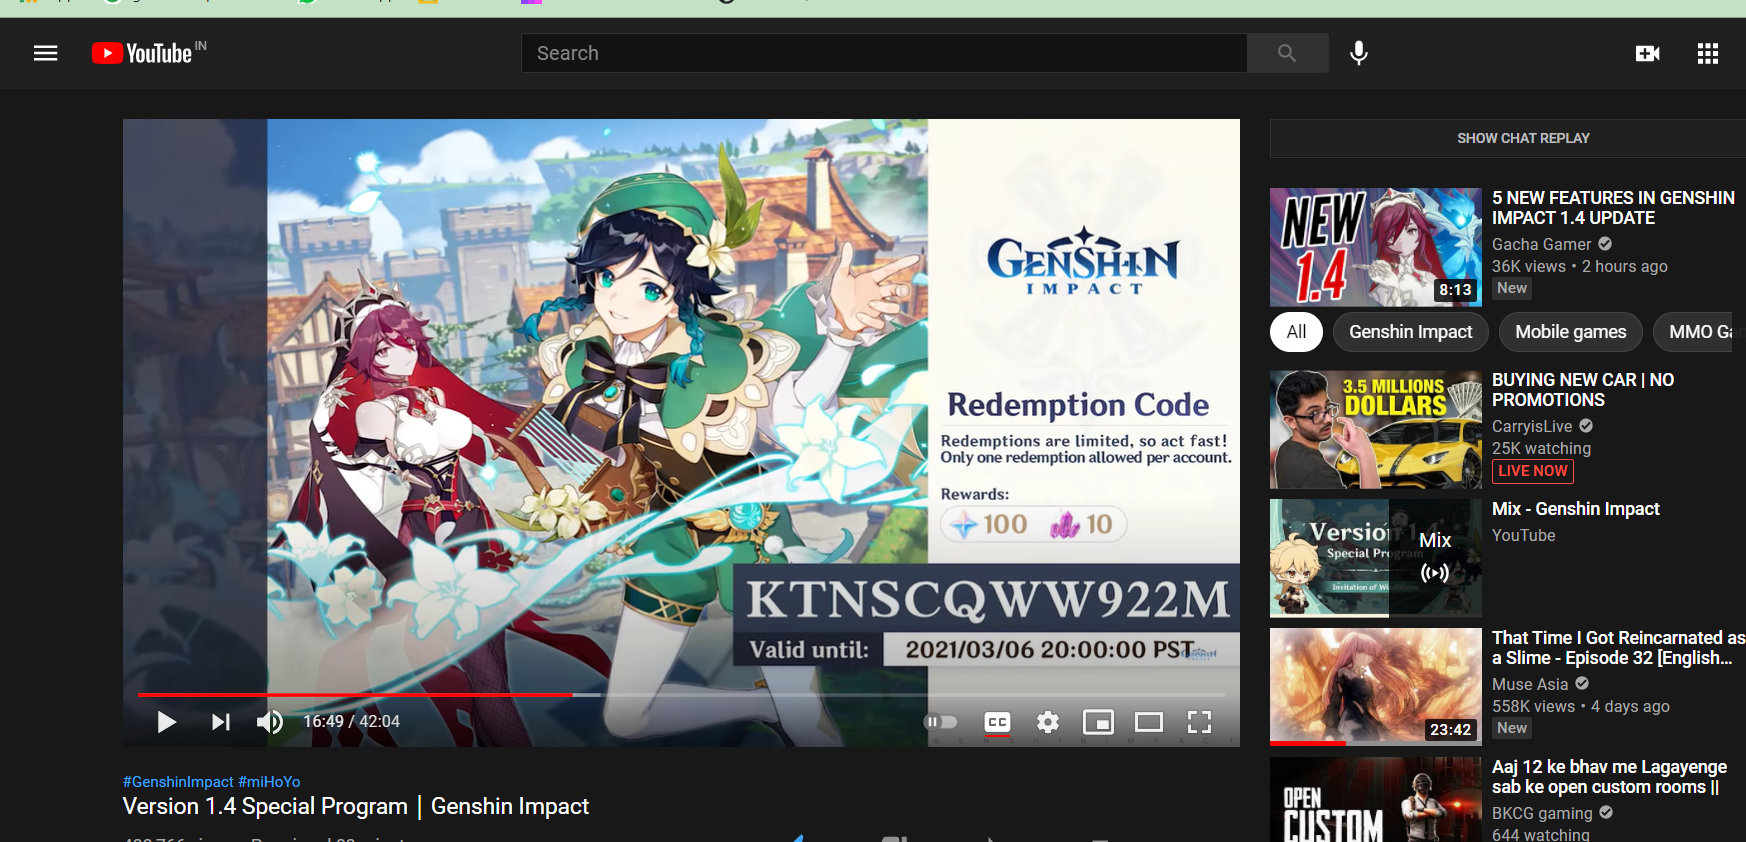 YouTube IN
Search
SHOW CHAT REPLAY
GENSHIN
IMPACT
Redemption Code
Redemptions are limited, so act fast!
Only one redemption allowed per account.
Rewards:
100 10
KTNSCQWW922M
Valid until: 2021/03/06 20:00:00 PST
16:49 / 42:04
CC
#GenshinImpact #miHoYo
Version 1.4 Special Program | Genshin Impact
NEW
1.4
8:13
5 NEW FEATURES IN GENSHIN
IMPACT 1.4 UPDATE
Gacha Gamer
36K views • 2 hours ago
New
All
Genshin Impact
Mobile games
MMO
3.5 MILLIONS
DOLLARS
BUYING NEW CAR | NO
PROMOTIONS
CarryisLive
25K watching
LIVE NOW
Version 1.4
Special Program
Mix
Mix - Genshin Impact
YouTube
23:42
That Time I Got Reincarnated as
a Slime - Episode 32 [English...
Muse Asia
558K views • 4 days ago
New
OPEN
CUSTOM
Aaj 12 ke bhav me Lagayenge
sab ke open custom rooms ||
BKCG gaming
644 watching